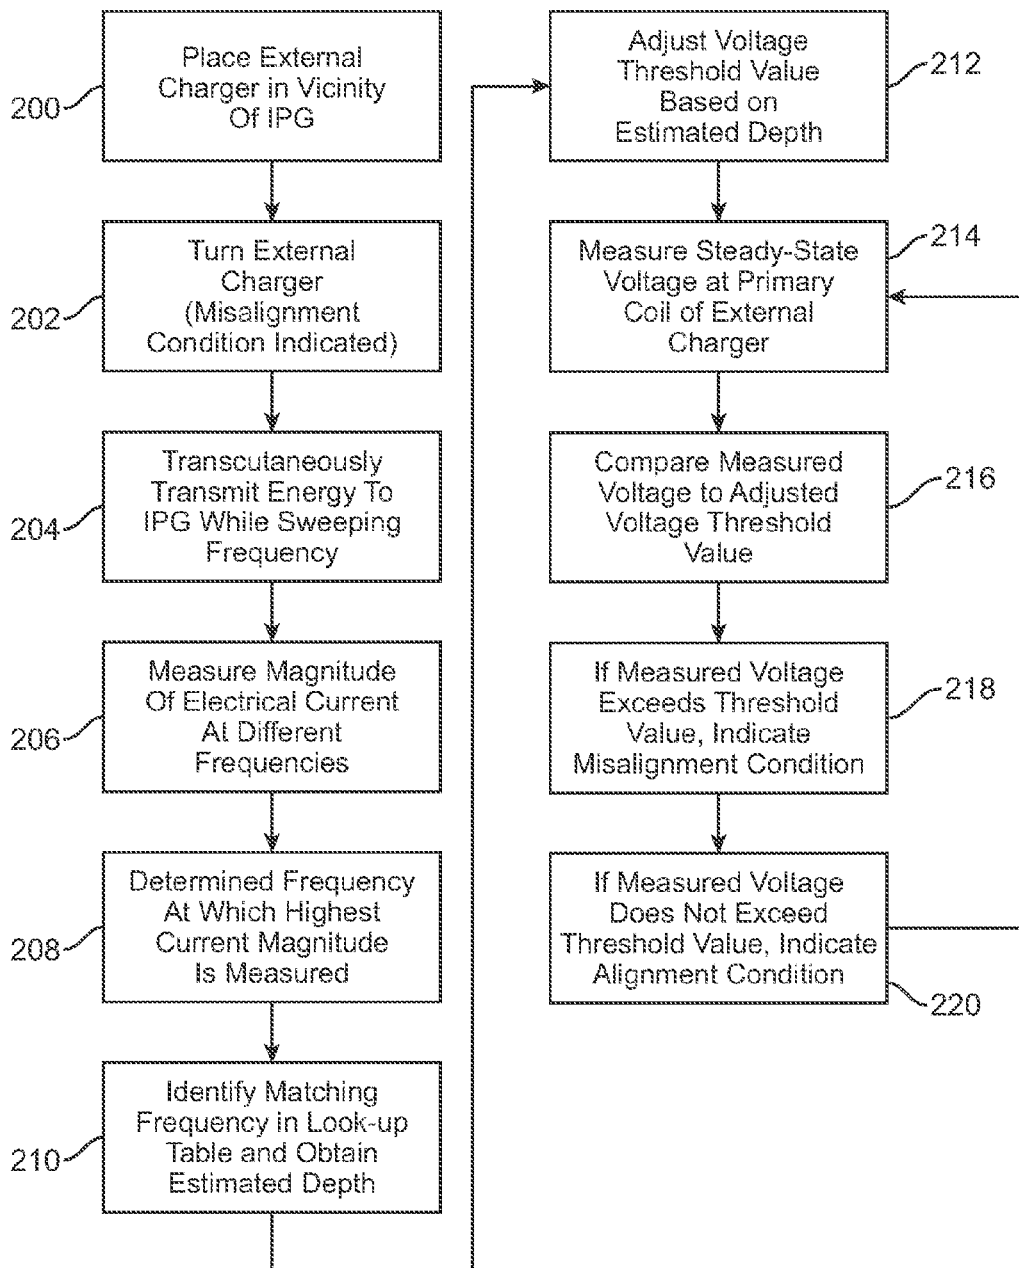 Place External
Charger in Vicinity
Of IPG
200
Turn External
Charger
(Misalignment
Condition Indicated)
202
Transcutaneously
Transmit Energy To
IPG While Sweeping
Frequency
204
Measure Magnitude
Of Electrical Current
At Different
Frequencies
206
Determined Frequency
At Which Highest
Current Magnitude
Is Measured
208
Identify Matching
Frequency in Look-up
Table and Obtain
Estimated Depth
210
Adjust Voltage
Threshold Value
Based on
Estimated Depth
212
Measure Steady-State
Voltage at Primary
Coil of External
Charger
214
Compare Measured
Voltage to Adjusted
Voltage Threshold
Value
216
If Measured Voltage
Exceeds Threshold
Value, Indicate
Misalignment Condition
218
If Measured Voltage
Does Not Exceed
Threshold Value, Indicate
Alignment Condition
220